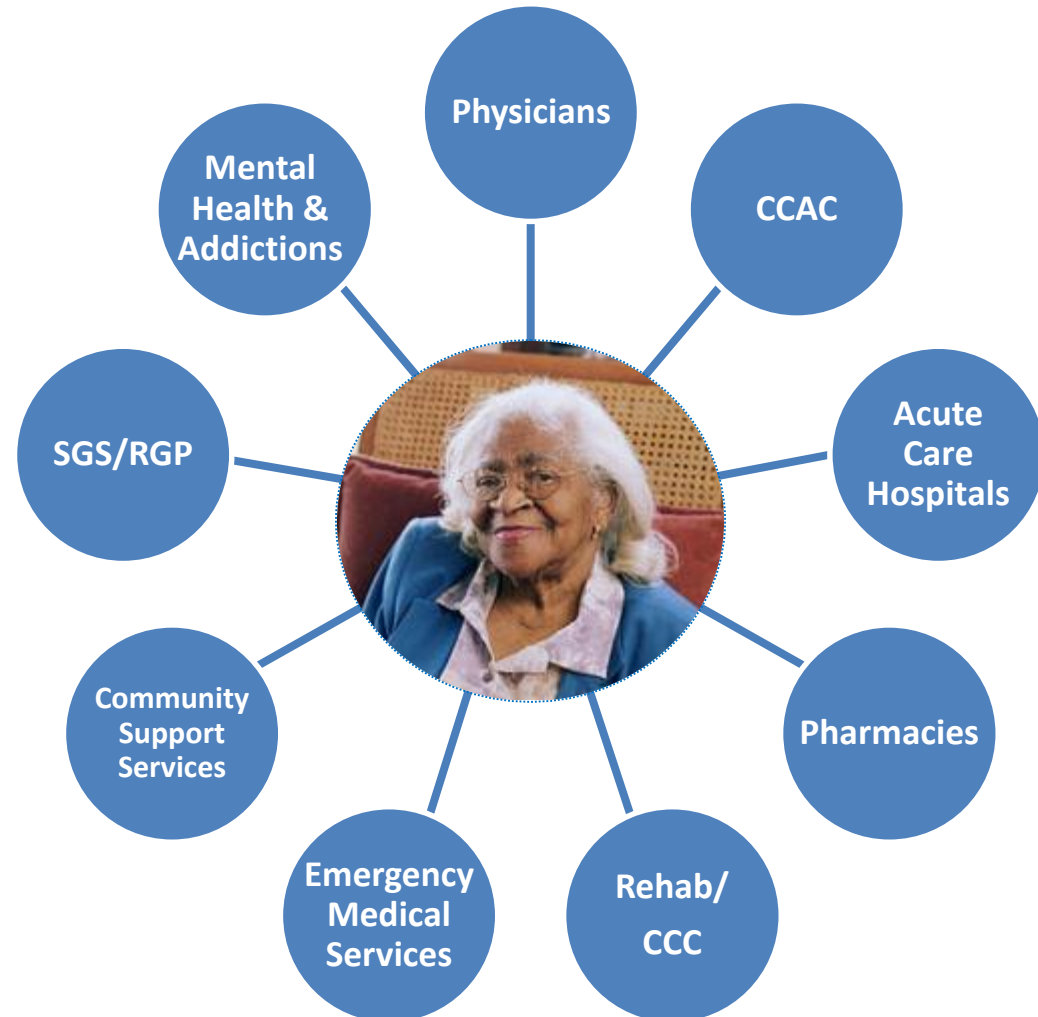 Physicians
CCAC
Acute
Care
Hospitals
Pharmacies
Rehab/
CCC
Emergency
Medical
Services
Community
Support
Services
SGS/RGP
Mental
Health &
Addictions